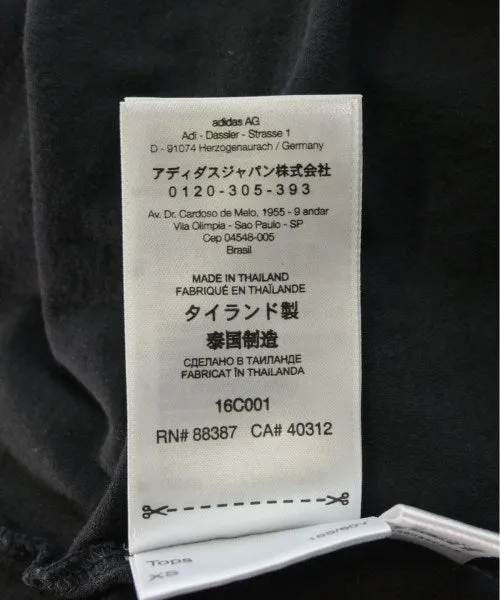 adidas AG
Adi - Dassler - Strasse 1
D - 91074 Herzogenaurach / Germany
アディダスジャパン株式会社
0120-305-393
Av. Dr. Cardoso de Melo, 1955 - 9 andar
Vila Olimpia - Sao Paulo - SP
Cep 04548-005
Brasil
MADE IN THAILAND
FABRIQUÉ EN THAÏLANDE
タイランド製
泰国制造
СДЕЛАНО В ТАИЛАНДЕ
FABRICAT ÎN THAILANDA
16C001
RN# 88387 CA# 40312
Tops
XS